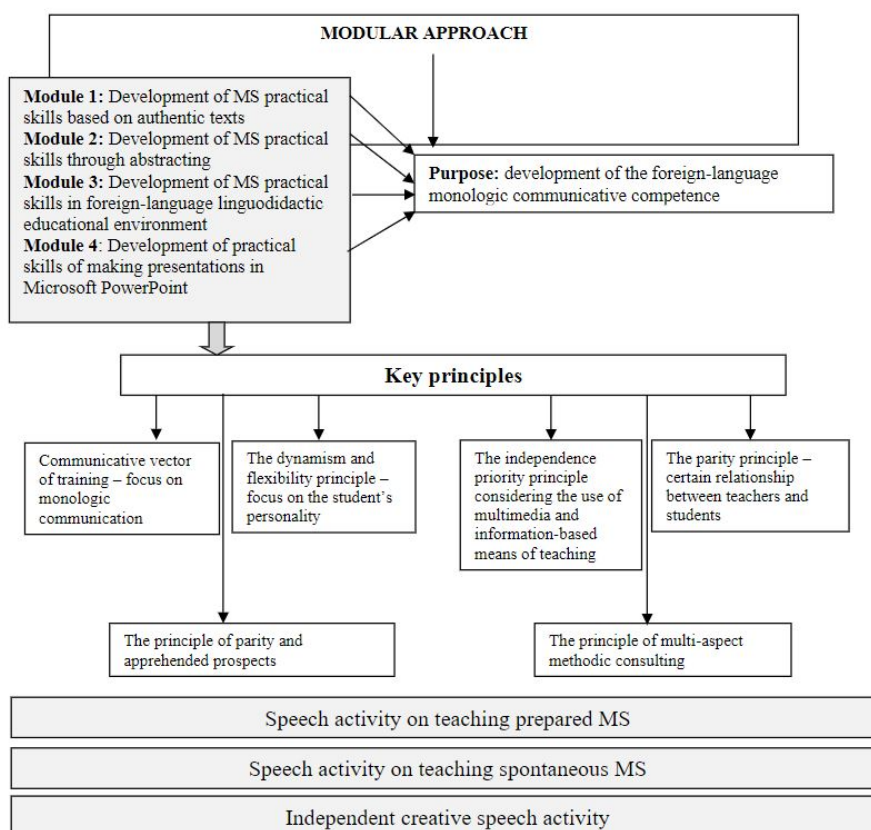 MODULAR APPROACH
Module 1: Development of MS practical
skills based on authentic texts
Module 2: Development of MS practical
skills through abstracting
Module 3: Development of MS practical
skills in foreign-language linguodidactic
educational environment
Module 4: Development of practical
skills of making presentations in
Microsoft PowerPoint
Purpose: development of the foreign-language
monologic communicative competence
Key principles
Communicative vector
of training – focus on
monologic
communication
The dynamism and
flexibility principle –
focus on the student's
personality
The independence
priority principle
considering the use of
multimedia and
information-based
means of teaching
The parity principle –
certain relationship
between teachers and
students
The principle of parity and
apprehended prospects
The principle of multi-aspect
methodic consulting
Speech activity on teaching prepared MS
Speech activity on teaching spontaneous MS
Independent creative speech activity